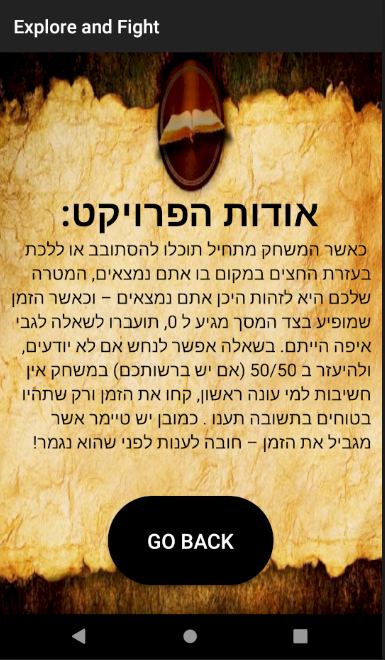 Explore and Fight
אודות הפרויקט:
כאשר המשחק מתחיל תוכלו להסתובב או ללכת
בעזרת החצים במקום בו אתם נמצאים, המטרה
שלכם היא לזהות היכן אתם נמצאים – וכאשר הזמן
שמופיע בצד המסך מגיע ל 0, תועברו לשאלה לגבי
איפה הייתם. בשאלה אפשר לנחש אם לא יודעים,
ולהיעזר ב 50/50 (אם יש ברשותכם) במשחק אין
חשיבות למי עונה ראשון, קחו את הזמן ורק שתהיו
בטוחים בתשובה תענו . כמובן יש טיימר אשר
מגביל את הזמן – חובה לענות לפני שהוא נגמר!
GO BACK